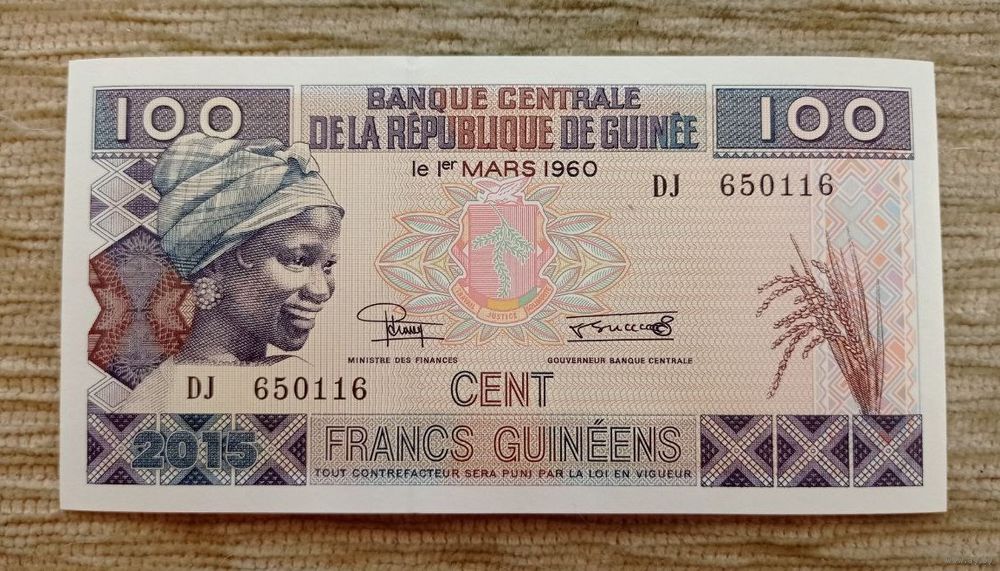 100
BANQUE CENTRALE
DE LA RÉPUBLIQUE DE GUINÉE
le 1er MARS 1960
100
DJ 650116
JUSTICE
MINISTRE DES FINANCES
GOUVERNEUR BANQUE CENTRALE
DJ 650116
CENT
FRANCS GUINÉENS
2015
TOUT CONTREFACTEUR SERA PUNI PAR LA LOI EN VIGUEUR